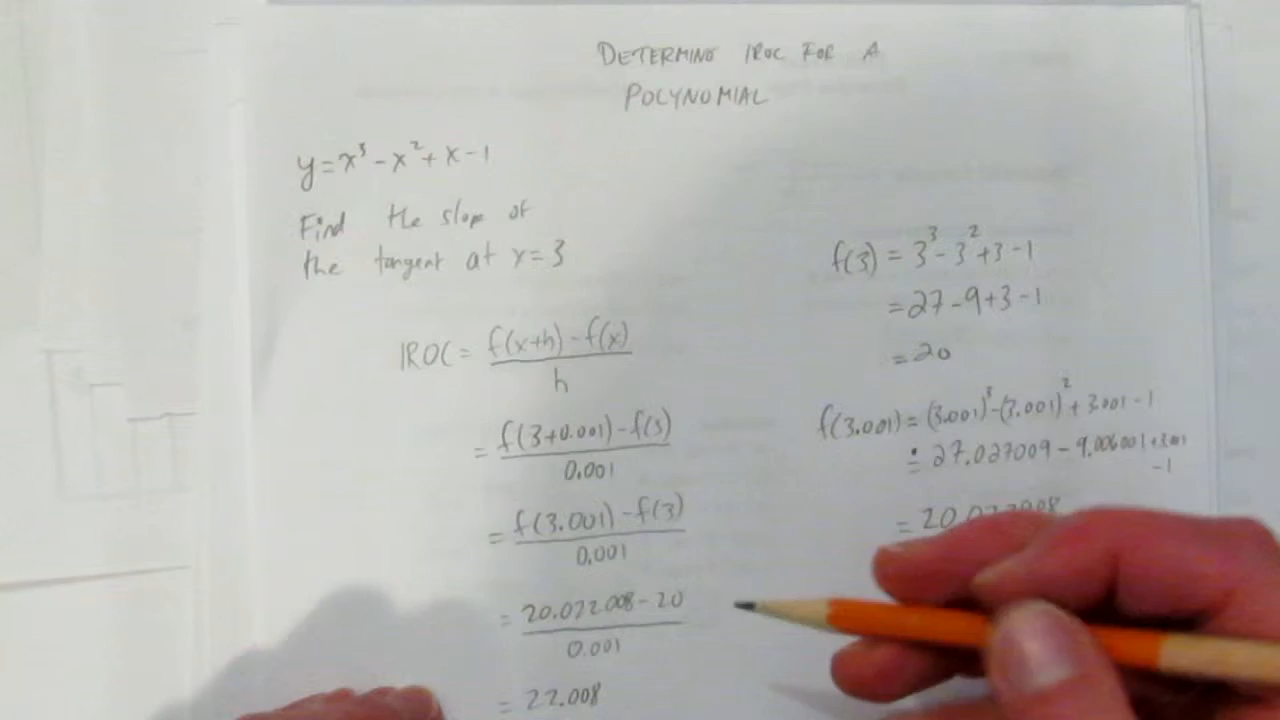 DETERMING IROC FOR A
POLYNOMIAL
y=x³-x²+x-1
Find the slope of
the tangent at x=3
IROC = f(x+h)-f(x)
h
= f(3+0.001)-f(3)
0.001
= f(3.001)-f(3)
0.001
= 20.022008-20
0.001
= 22.008
f(3) = 3³-3²+3-1
=27-9+3-1
=20
f(3.001)=(3.001)³-(3.001)²+3.001-1
≐ 27.027009-9.006001+3.001
-1
= 20.022008